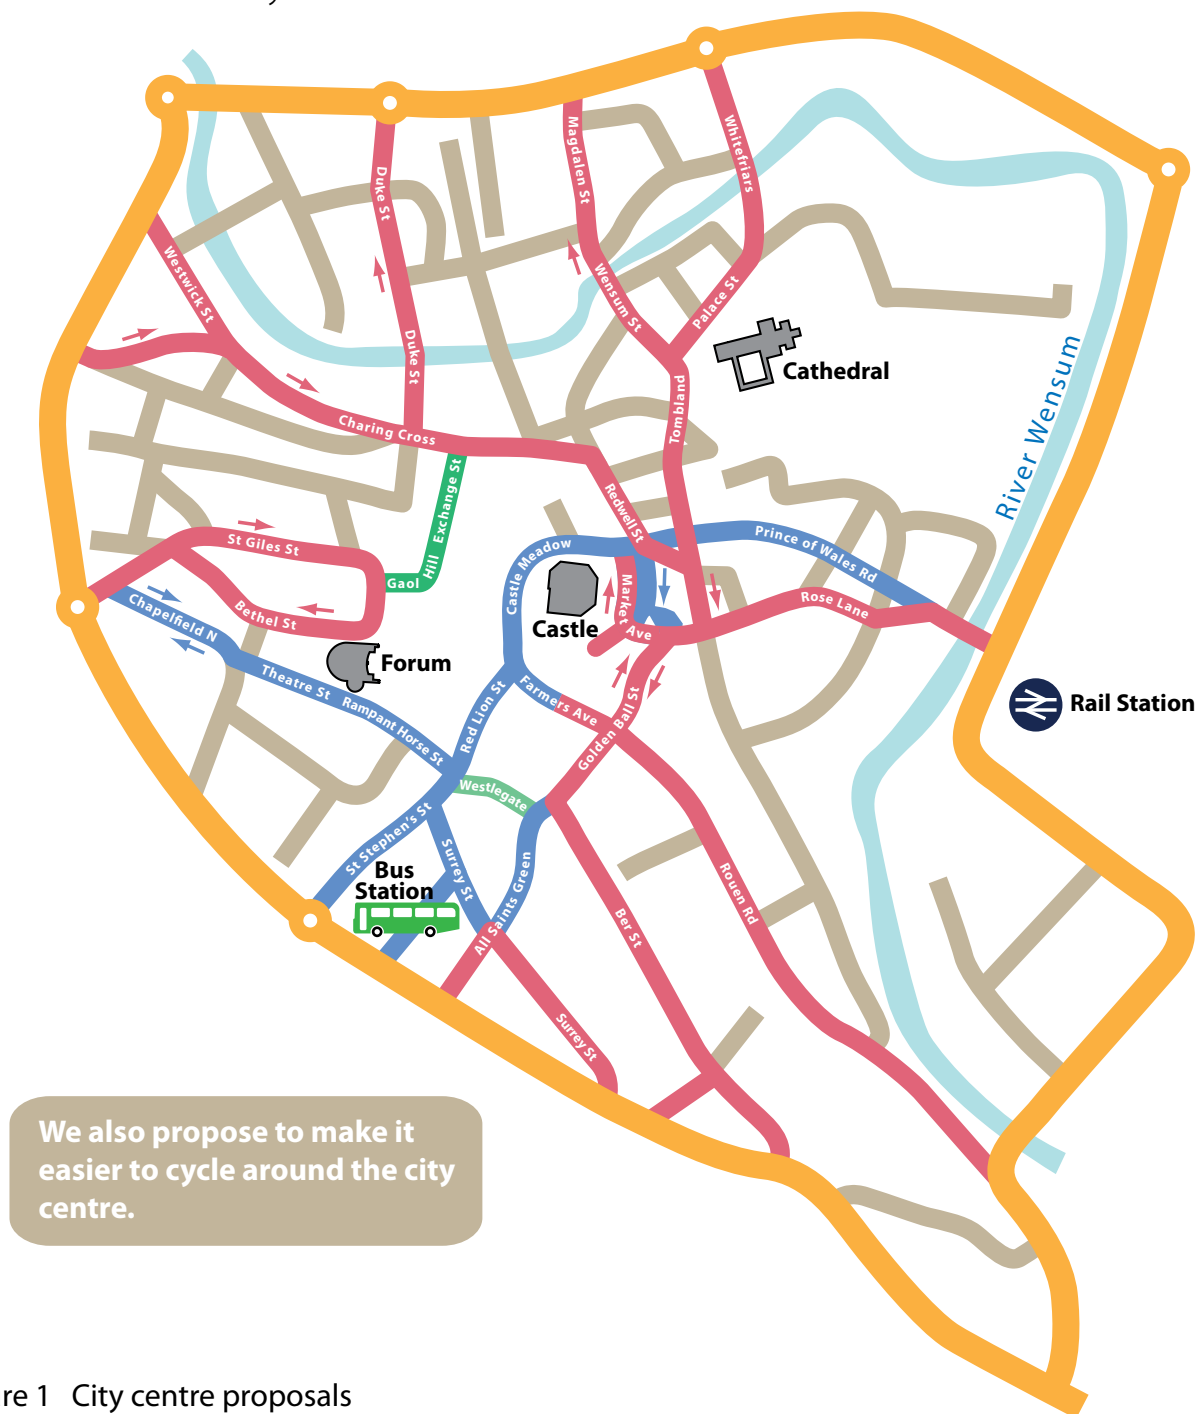 Magdalen St
Whitefriars
Duke St
Westwick St
Wensum St
Palace St
Duke St
Cathedral
River Wensum
Tombland
Charing Cross
Exchange St
Redwell St
Prince of Wales Rd
St Giles St
Castle Meadow
Hill
Gaol
Market
Ave
Rose Lane
Chapelfield N
Bethel St
Castle
Forum
Theatre St
Rampant Horse St
Red Lion St
Farmers Ave
Golden Ball St
Rail Station
Westlegate
St Stephen's St
Surrey St
All Saints Green
Bus
Station
Rouen Rd
Ber St
Surrey St
We also propose to make it
easier to cycle around the city
centre.
re 1 City centre proposals